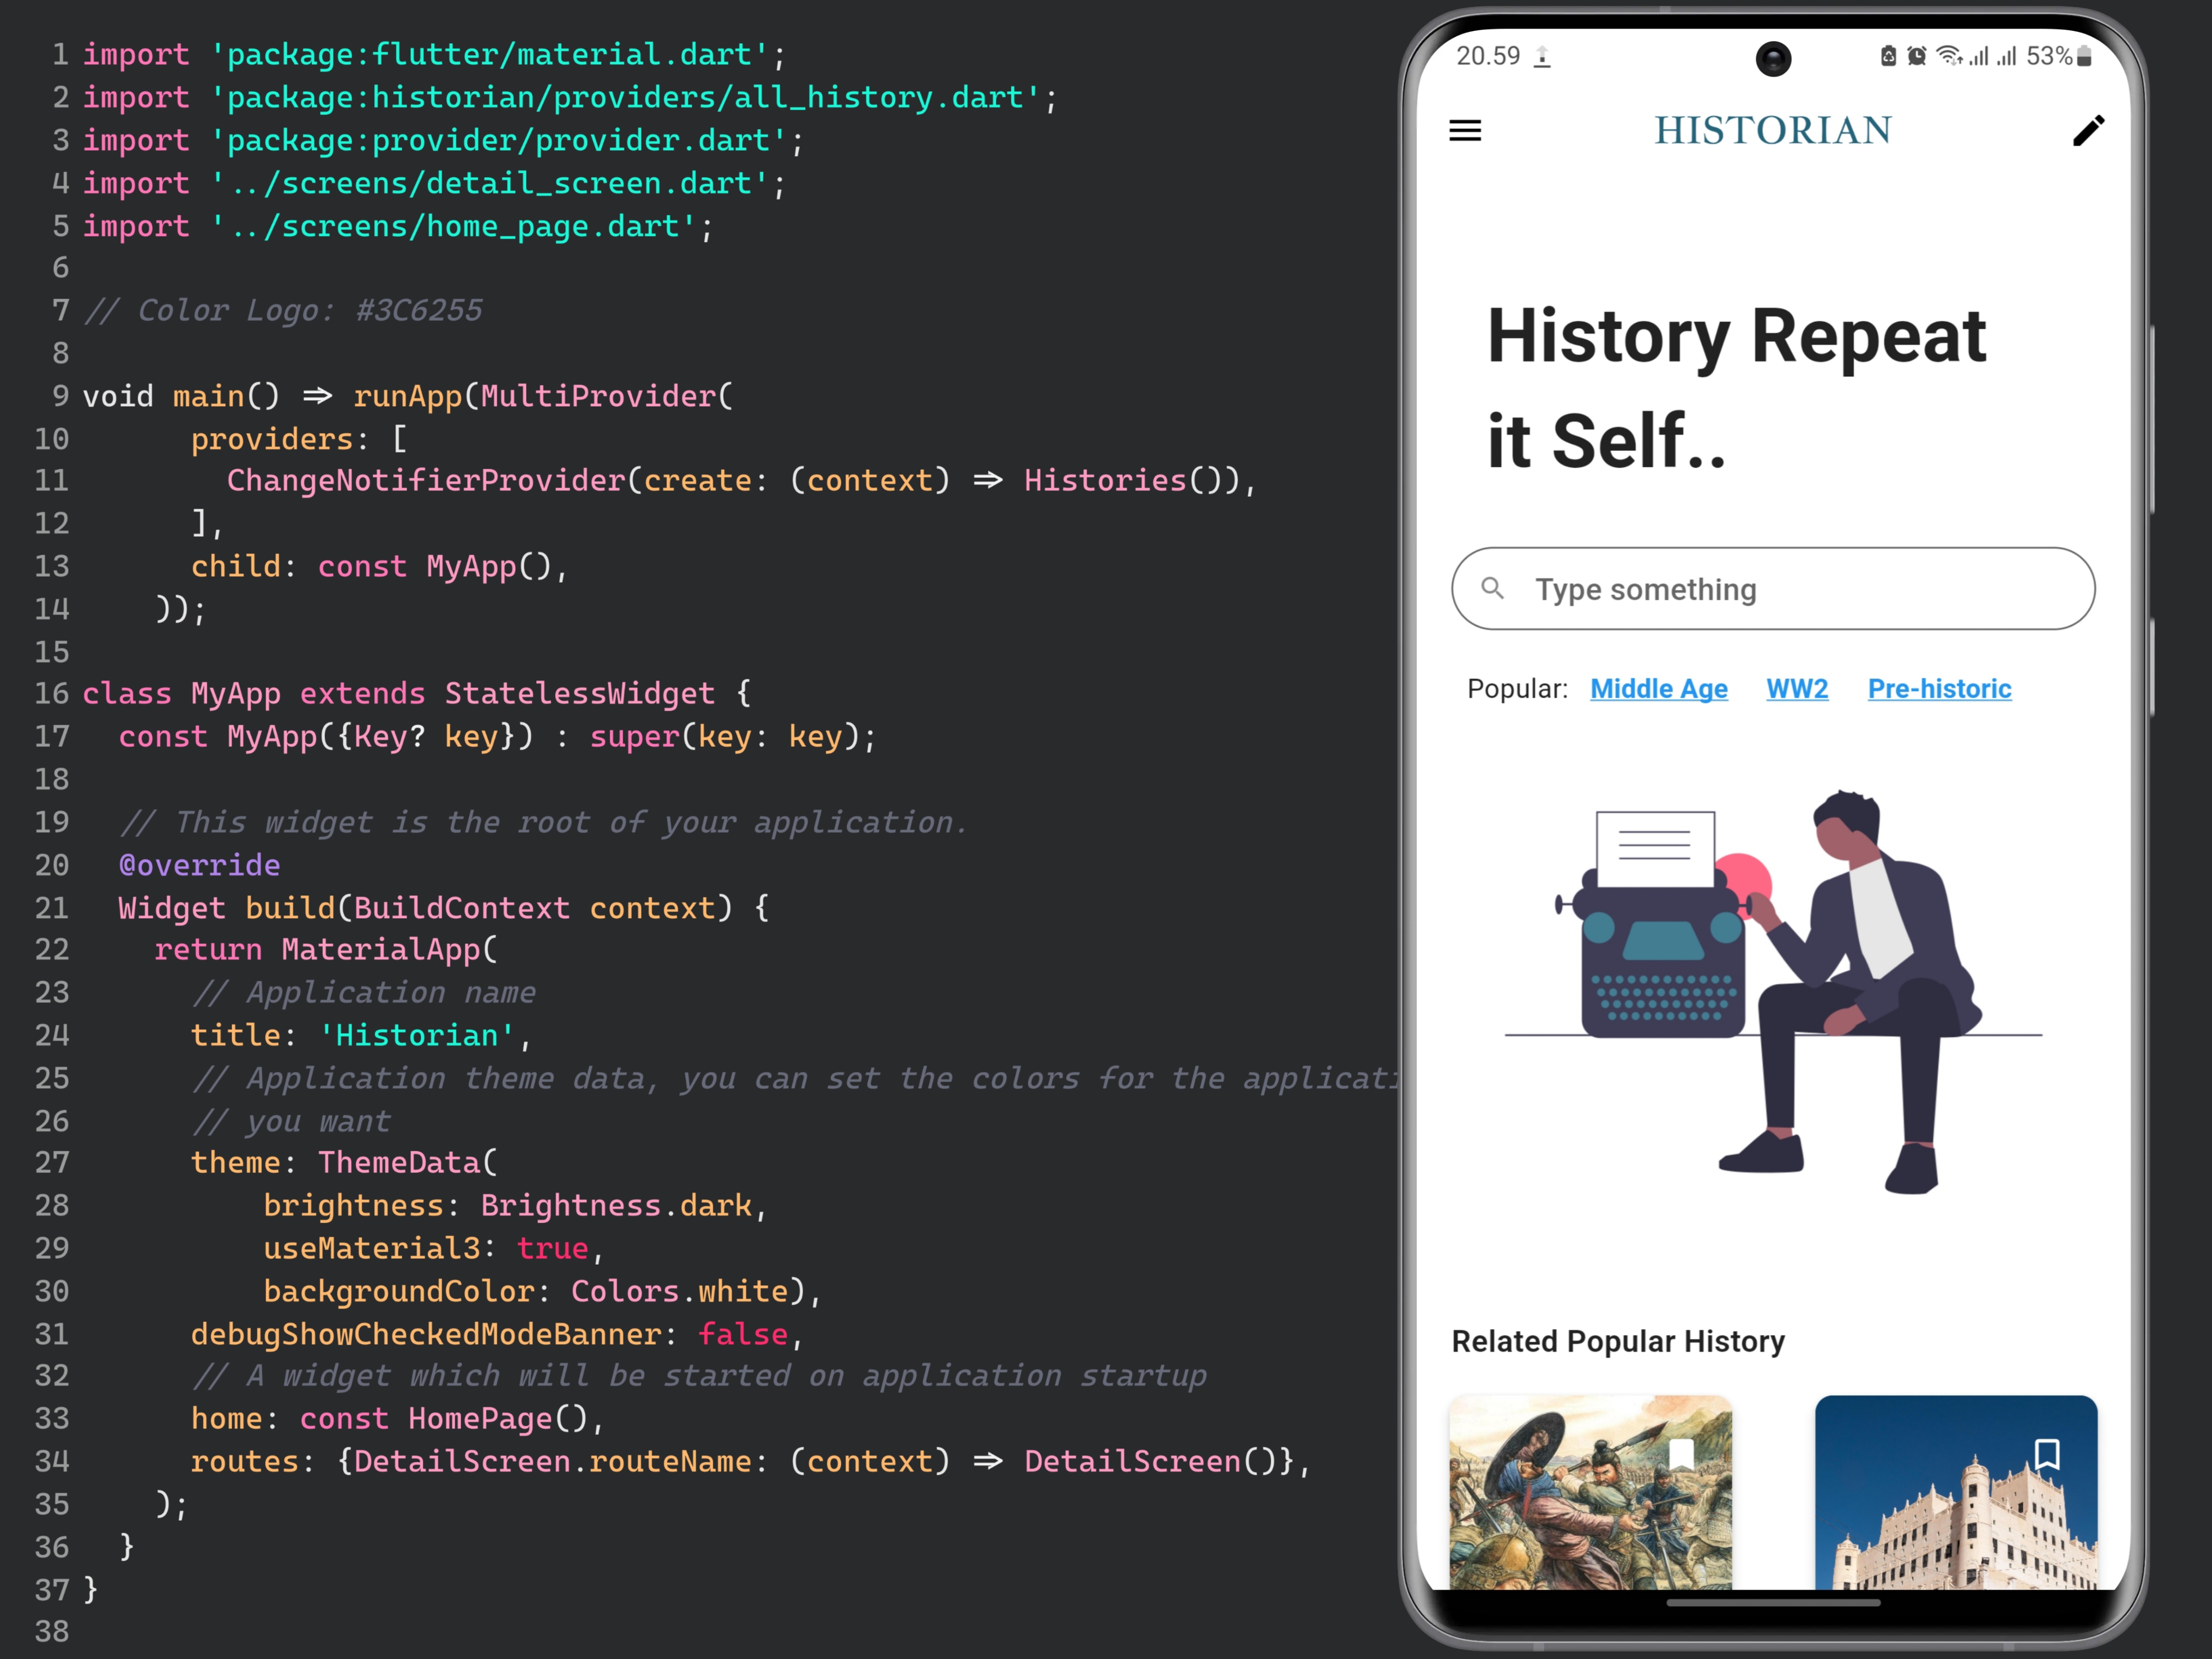 1 import 'package:flutter/material.dart';
2 import 'package:historian/providers/all_history.dart';
3 import 'package:provider/provider.dart';
4 import '../screens/detail_screen.dart';
5 import '../screens/home_page.dart';
6
7 // Color Logo: #3C6255
8
9 void main() => runApp(MultiProvider(
10 providers: [
11 ChangeNotifierProvider(create: (context) => Histories()),
12 ],
13 child: const MyApp(),
14 ));
15
16 class MyApp extends StatelessWidget {
17 const MyApp({Key? key}) : super(key: key);
18
19 // This widget is the root of your application.
20 @override
21 Widget build(BuildContext context) {
22 return MaterialApp(
23 // Application name
24 title: 'Historian',
25 // Application theme data, you can set the colors for the applicati
26 // you want
27 theme: ThemeData(
28 brightness: Brightness.dark,
29 useMaterial3: true,
30 backgroundColor: Colors.white),
31 debugShowCheckedModeBanner: false,
32 // A widget which will be started on application startup
33 home: const HomePage(),
34 routes: {DetailScreen.routeName: (context) => DetailScreen()},
35 );
36 }
37 }
38
20.59 53%
HISTORIAN
History Repeat
it Self..
Type something
Popular: Middle Age WW2 Pre-historic
Related Popular History